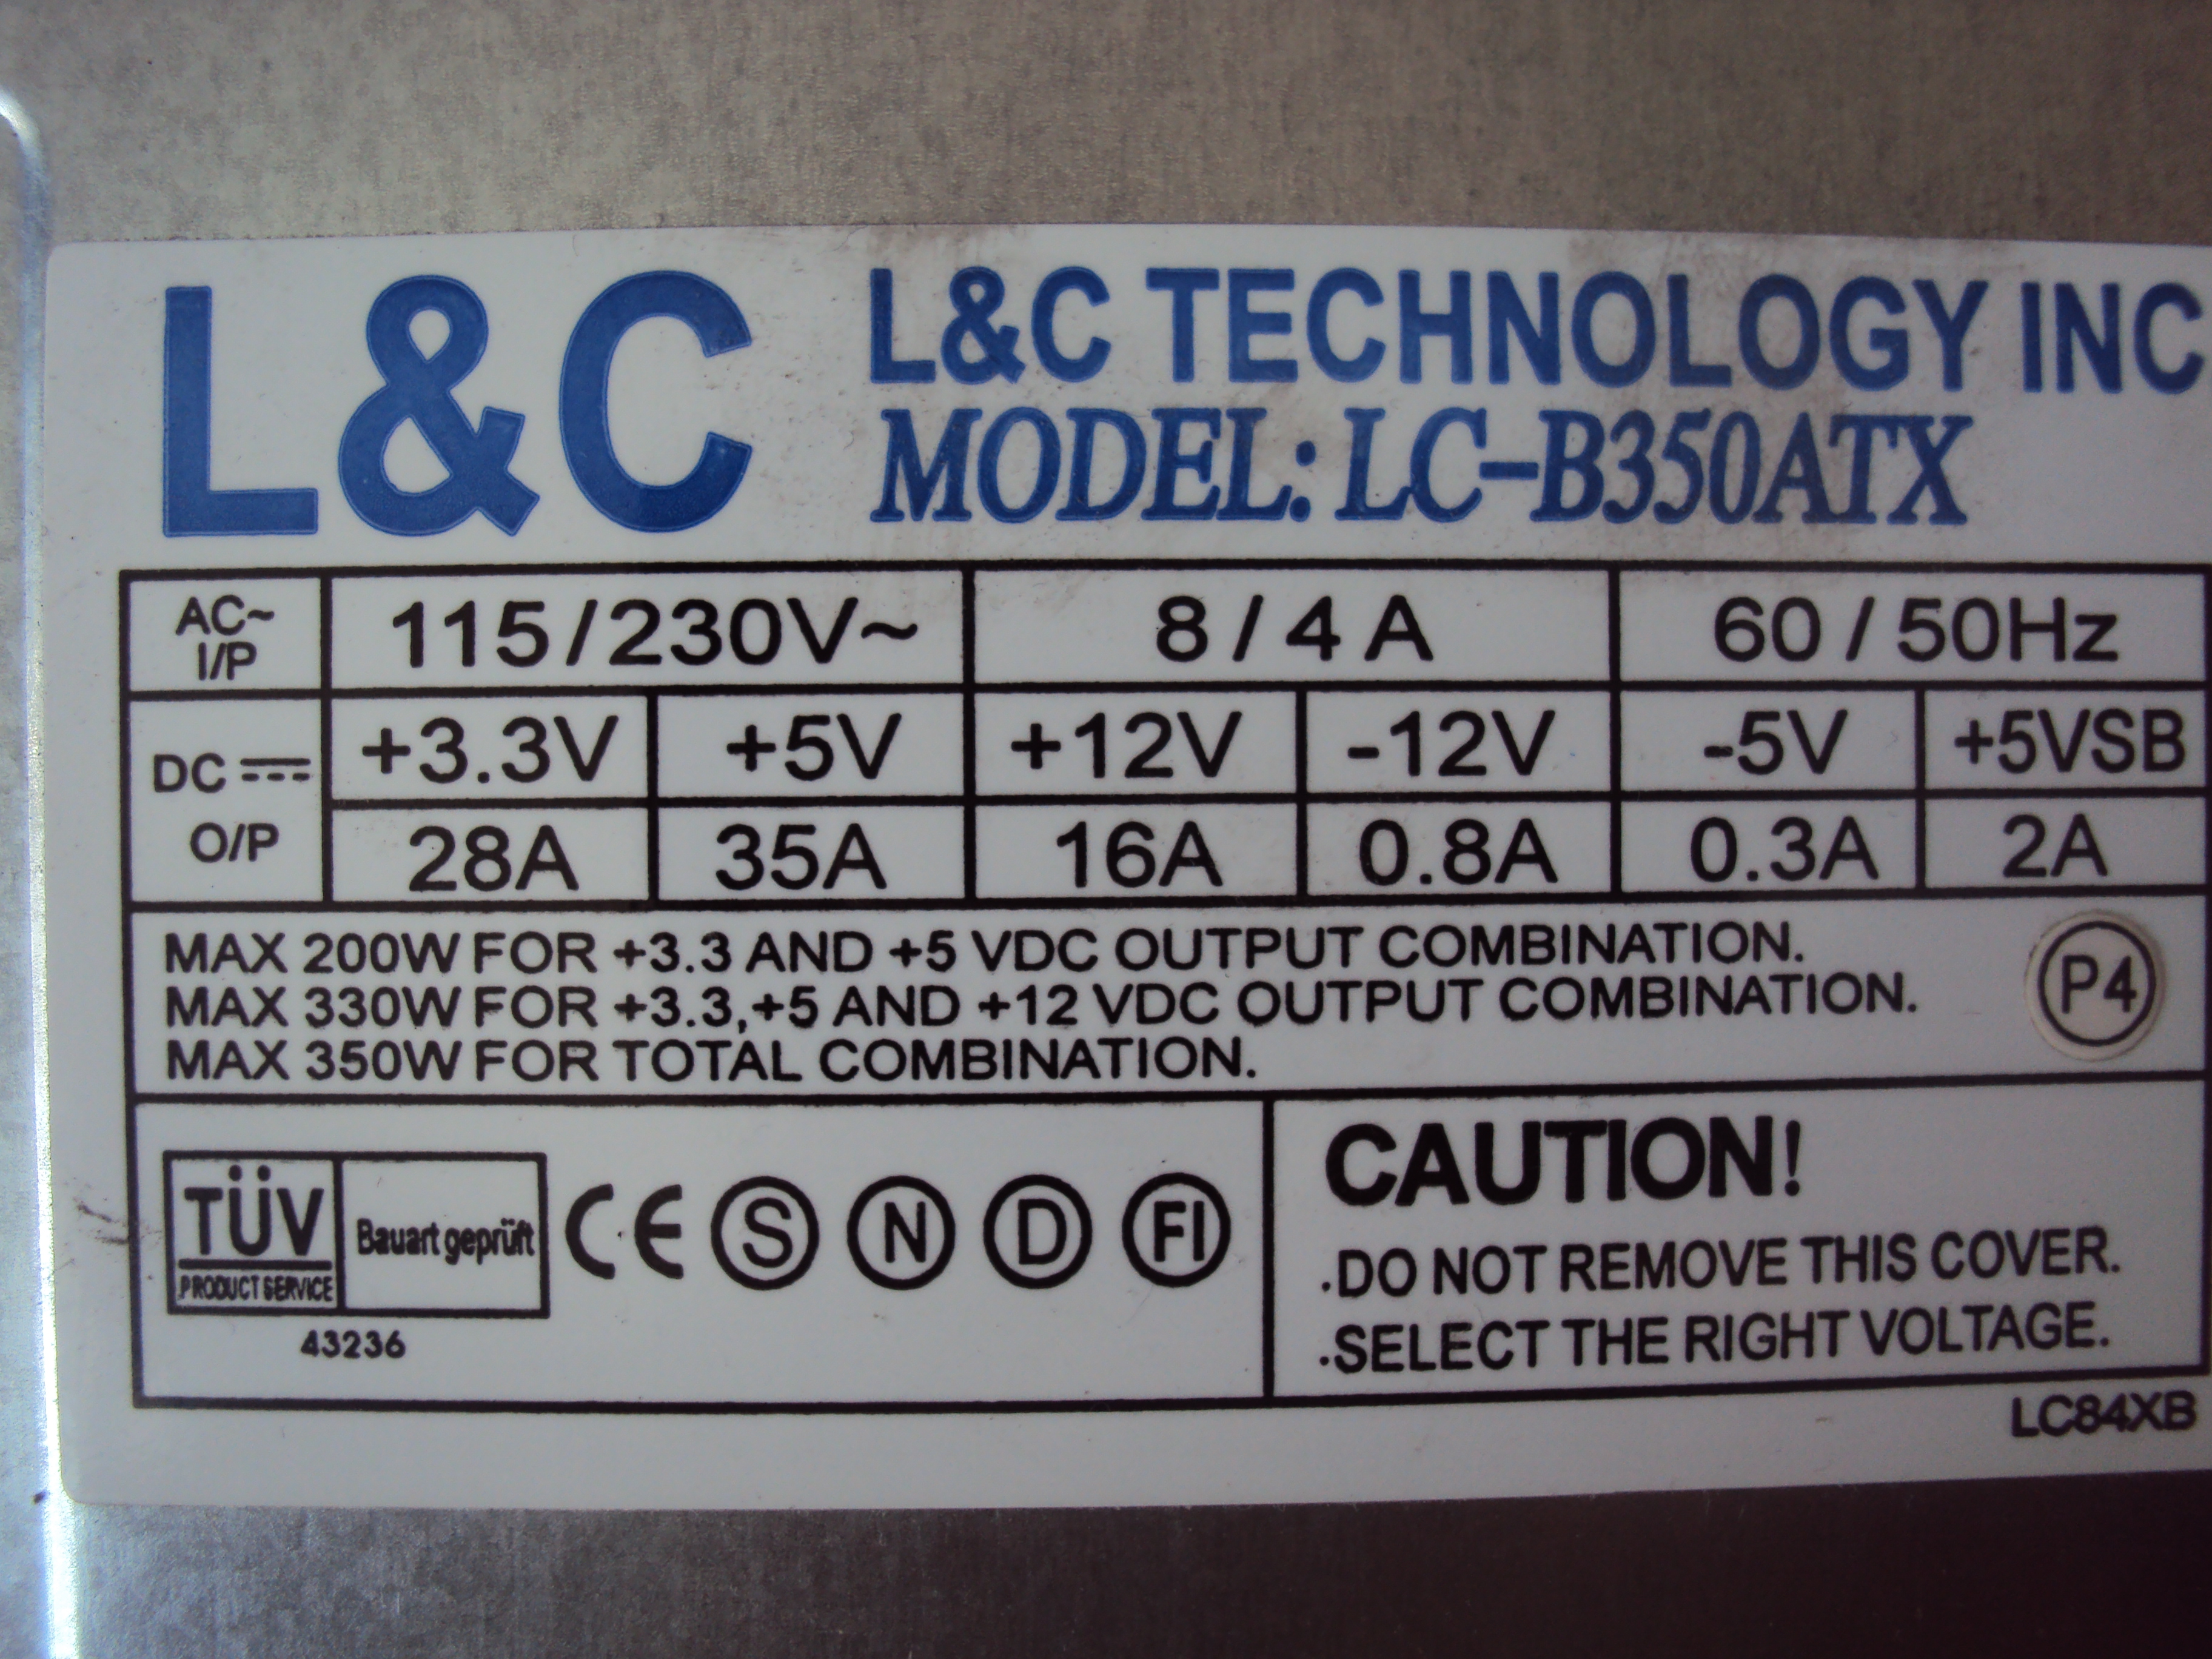 L&C
L&C TECHNOLOGY INC
MODEL: LC-B350ATX
AC~ I/P 115/230V~ 8/4A 60/50Hz
DC O/P +3.3V +5V +12V -12V -5V +5VSB
28A 35A 16A 0.8A 0.3A 2A
MAX 200W FOR +3.3 AND +5 VDC OUTPUT COMBINATION.
MAX 330W FOR +3.3,+5 AND +12 VDC OUTPUT COMBINATION.
MAX 350W FOR TOTAL COMBINATION.
P4
TÜV
PRODUCT SERVICE
Bauart geprüft
43236
CE S N D FI
CAUTION!
.DO NOT REMOVE THIS COVER.
.SELECT THE RIGHT VOLTAGE.
LC84XB